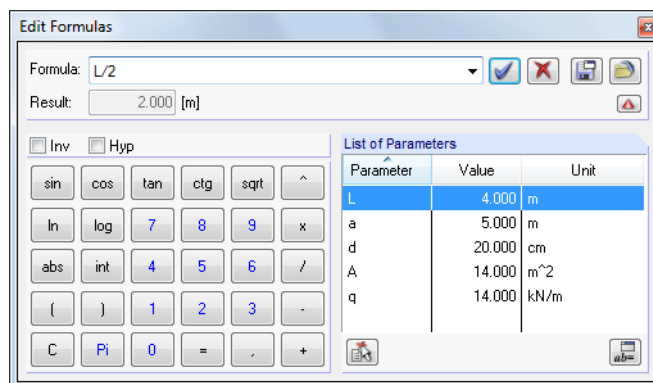 Edit Formulas
Formula: L/2
Result: 2.000 [m]
Inv Hyp
sin cos tan ctg sqrt ^
ln log 7 8 9 x
abs int 4 5 6 /
( ) 1 2 3 -
C Pi 0 = , +
List of Parameters
Parameter Value Unit
L 4.000 m
a 5.000 m
d 20.000 cm
A 14.000 m^2
q 14.000 kN/m
ab=